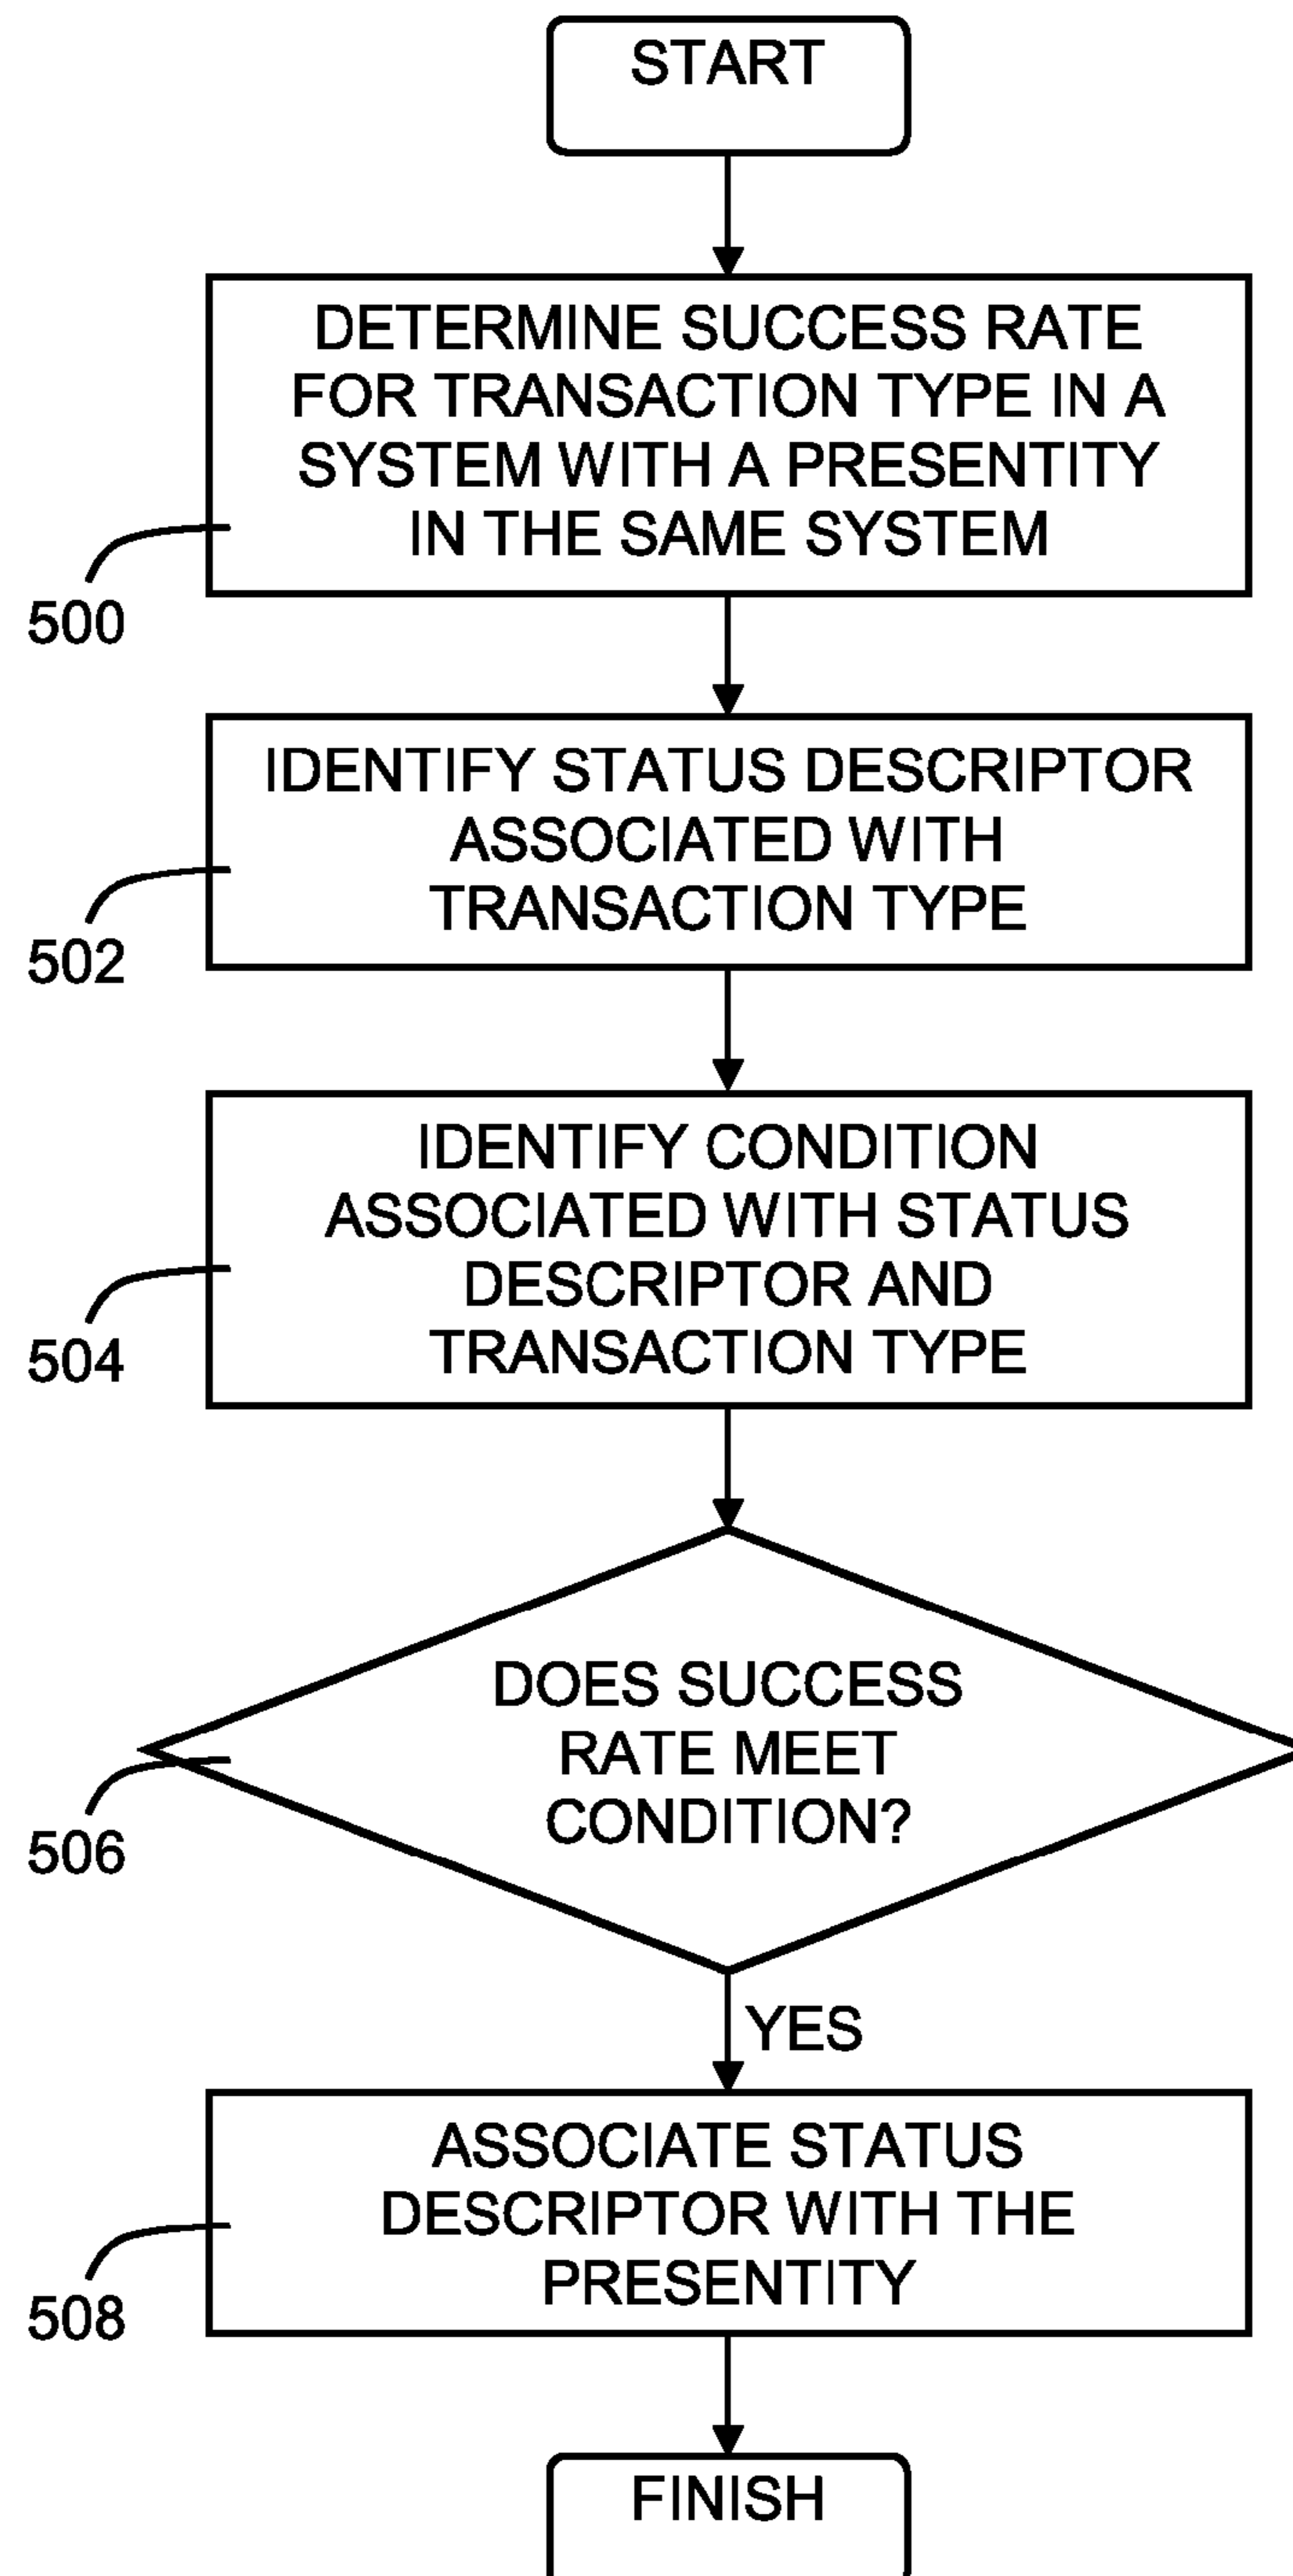 START
DETERMINE SUCCESS RATE
FOR TRANSACTION TYPE IN A
SYSTEM WITH A PRESENTITY
IN THE SAME SYSTEM
500
IDENTIFY STATUS DESCRIPTOR
ASSOCIATED WITH
TRANSACTION TYPE
502
IDENTIFY CONDITION
ASSOCIATED WITH STATUS
DESCRIPTOR AND
TRANSACTION TYPE
504
DOES SUCCESS
RATE MEET
CONDITION?
506
YES
ASSOCIATE STATUS
DESCRIPTOR WITH THE
PRESENTITY
508
FINISH